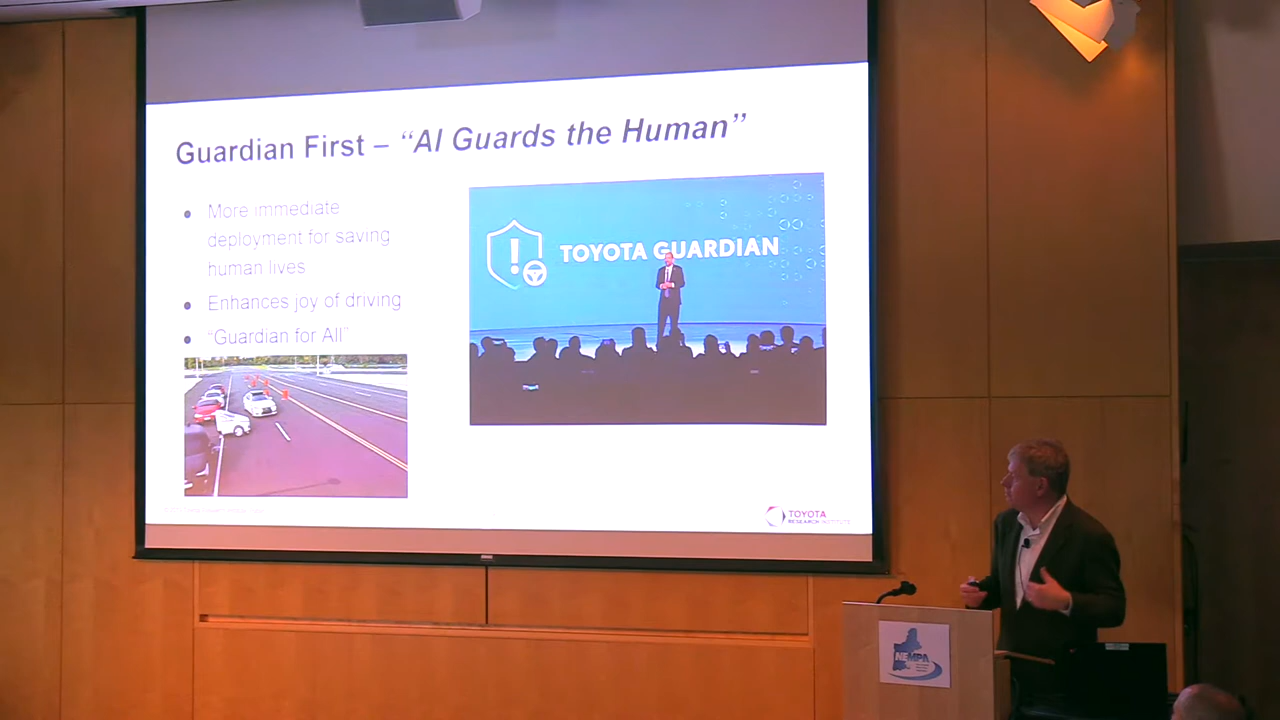 Guardian First – “AI Guards the Human”
● More immediate
deployment for saving
human lives
● Enhances joy of driving
● “Guardian for All”
TOYOTA GUARDIAN
TOYOTA
RESEARCH INSTITUTE
NEMPA